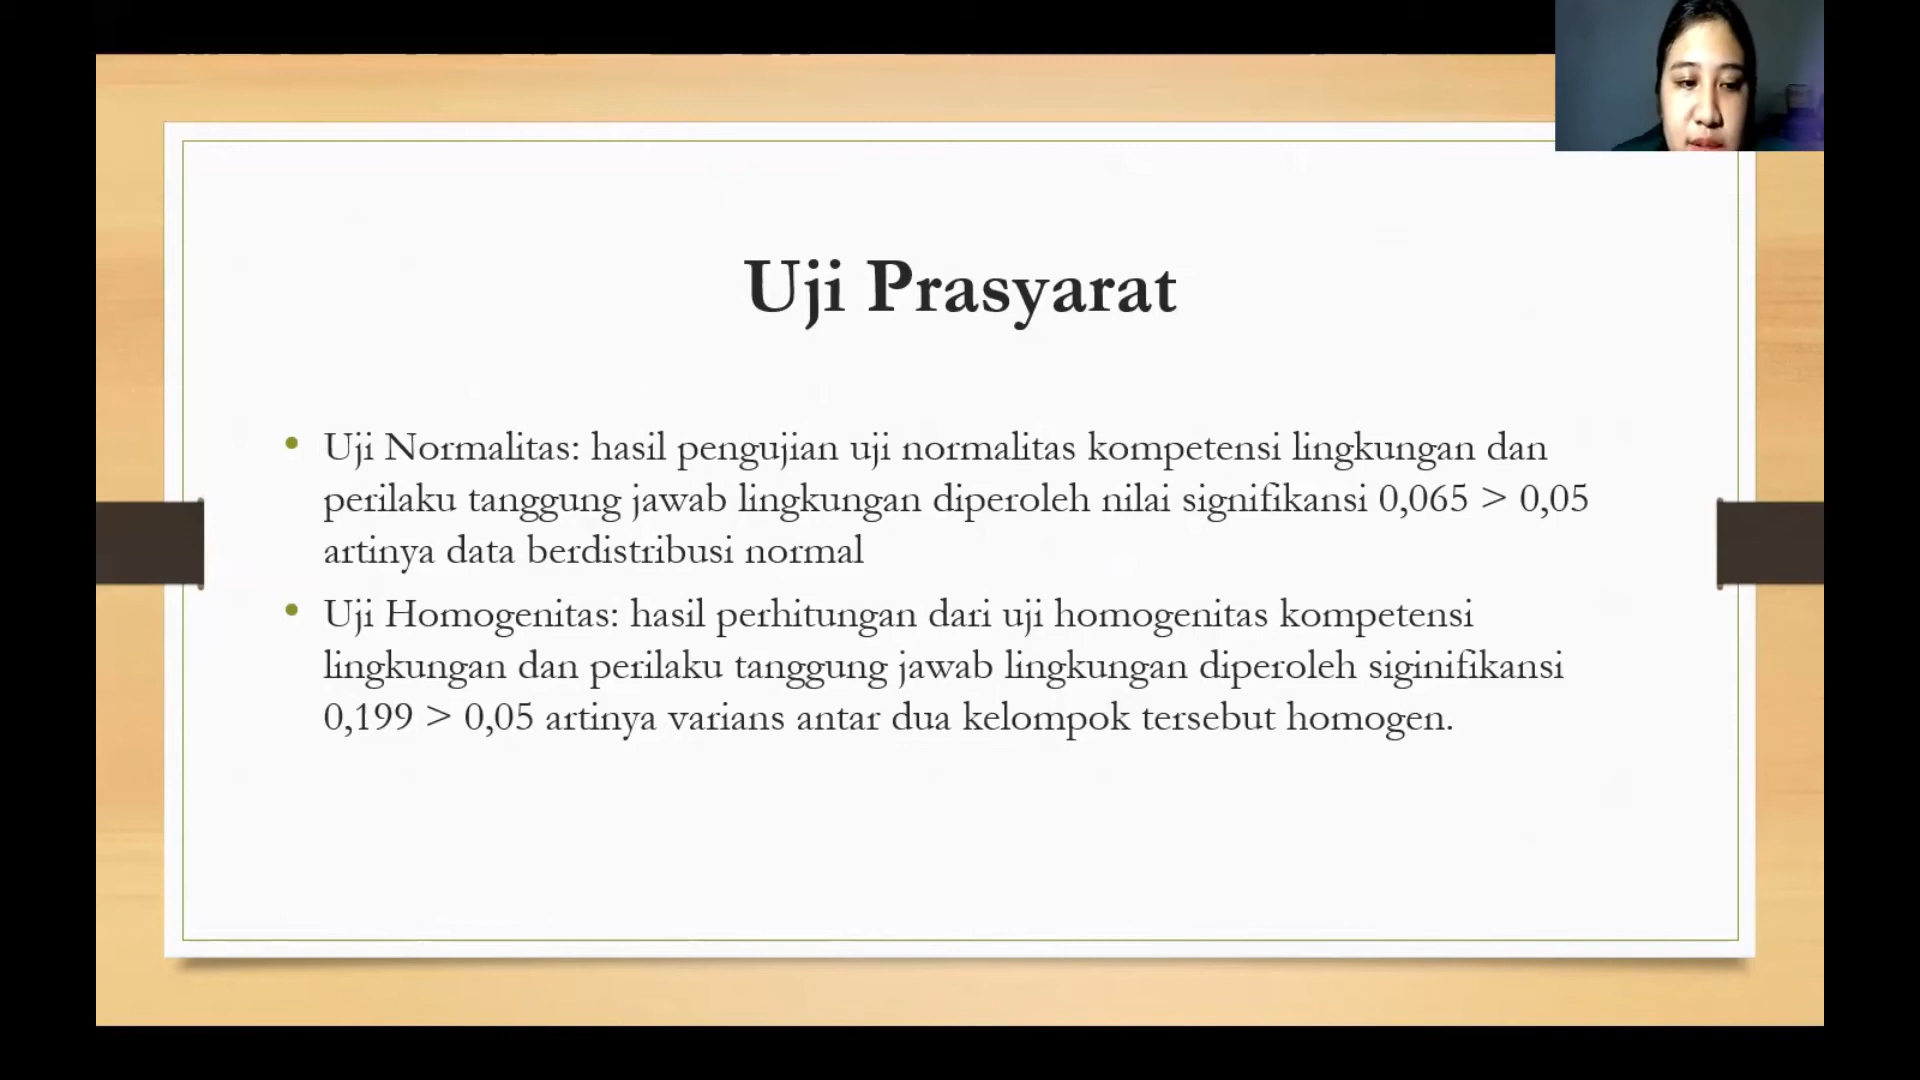 Uji Prasyarat
• Uji Normalitas: hasil pengujian uji normalitas kompetensi lingkungan dan
perilaku tanggung jawab lingkungan diperoleh nilai signifikansi 0,065 > 0,05
artinya data berdistribusi normal
• Uji Homogenitas: hasil perhitungan dari uji homogenitas kompetensi
lingkungan dan perilaku tanggung jawab lingkungan diperoleh siginifikansi
0,199 > 0,05 artinya varians antar dua kelompok tersebut homogen.